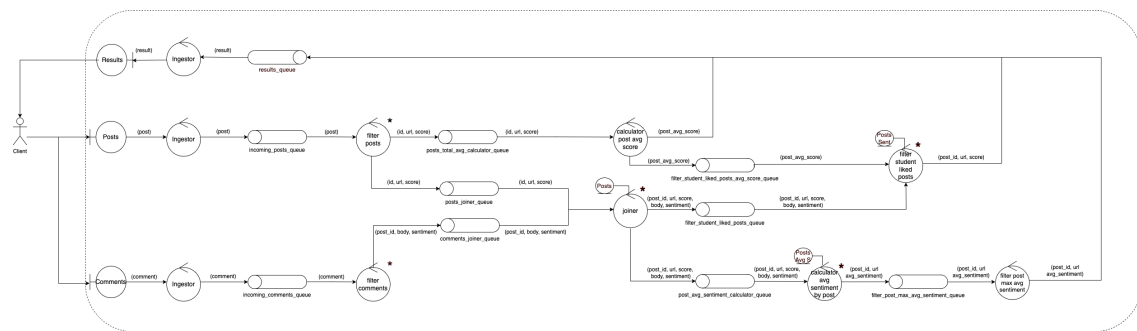 (result)
(result)
Results
Ingestor
results_queue
Client
Posts
(post)
Ingestor
(post)
incoming_posts_queue
(post)
*
filter
posts
(id, url, score)
posts_total_avg_calculator_queue
(id, url, score)
calculator
post avg
score
(post_avg_score)
(post_avg_score)
filter_student_liked_posts_avg_score_queue
(post_avg_score)
Posts
Sent
*
filter
student
liked
posts
(post_id, url, score)
(id, url, score)
posts_joiner_queue
(id, url, score)
Posts
*
joiner
(post_id, url, score,
body, sentiment)
filter_student_liked_posts_queue
(post_id, url, score,
body, sentiment)
(post_id, body, sentiment)
comments_joiner_queue
(post_id, body, sentiment)
Comments
(comment)
Ingestor
(comment)
incoming_comments_queue
(comment)
*
filter
comments
(post_id, url, score,
body, sentiment)
post_avg_sentiment_calculator_queue
(post_id, url, score,
body, sentiment)
Posts
Avg S
*
calculator
avg
sentiment
by post
(post_id, url
avg_sentiment)
filter_post_max_avg_sentiment_queue
(post_id, url
avg_sentiment)
filter post
max avg
sentiment
(post_id, url
avg_sentiment)